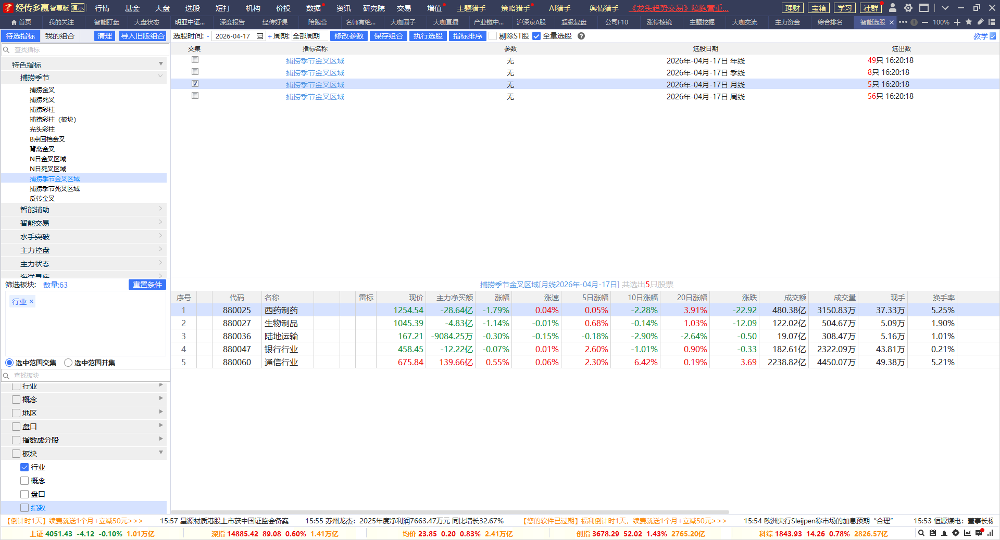 经传多赢 智尊版 演示 行情 基金 大盘 选股 短打 机构 价投 数据 资讯 研究院 交易 增值 主题猎手 策略猎手 AI猎手 舆情猎手 《龙头趋势交易》陪跑营重... 理财 宝箱 学习 社群
首页 我的关注 智能盯盘 大盘状态 明亚中证... 深度报告 经传好课 陪跑营 名师有绝... 大咖圈子 大咖直播 产业链中... 沪深京A股 超级复盘 公司F10 涨停棱镜 主题挖掘 大咖交流 主力资金 综合排名 智能选股 × ••• 100%
待选指标 我的组合 清理 导入旧版组合 选股时间: - 2026-04-17 + 周期: 全部周期 修改参数 保存组合 执行选股 指标排序 剔除ST股 全量选股 ? 教学
查找指标
交集 指标名称 参数 选股日期 选出数
捕捞季节金叉区域 无 2026年-04月-17日 年线 49只 16:20:18
捕捞季节金叉区域 无 2026年-04月-17日 季线 8只 16:20:18
捕捞季节金叉区域 无 2026年-04月-17日 月线 5只 16:20:18
捕捞季节金叉区域 无 2026年-04月-17日 周线 56只 16:20:18
特色指标
捕捞季节
捕捞金叉
捕捞死叉
捕捞彩柱
捕捞彩柱（板块）
光头彩柱
B点回档金叉
背离金叉
N日金叉区域
N日死叉区域
捕捞季节金叉区域
捕捞季节死叉区域
反转金叉
智能辅助
智能交易
水手突破
主力控盘
主力状态
海洋寻底
筛选板块: 数量:63 重置条件
行业 ×
选中范围交集 选中范围并集
查找板块
行业
概念
地区
盘口
指数成分股
板块
行业
概念
盘口
指数
捕捞季节金叉区域[月线2026年-04月-17日] 共选出5只股票
序号 代码 名称 雷标 现价 主力净买额 涨幅 涨速 5日涨幅 10日涨幅 20日涨幅 涨跌 成交额 成交量 现手 换手率
1 880025 西药制药 1254.54 -28.64亿 -1.79% 0.04% 0.05% -2.28% 3.91% -22.92 480.38亿 3150.83万 37.33万 5.25%
2 880027 生物制品 1045.39 -4.83亿 -1.14% -0.01% 0.68% -0.14% 1.03% -12.09 122.02亿 504.67万 5.09万 1.90%
3 880036 陆地运输 167.21 -9084.25万 -0.30% -0.15% -0.18% -2.90% -2.64% -0.50 19.07亿 308.47万 5.16万 1.01%
4 880047 银行行业 458.45 -12.22亿 -0.07% 0.01% 2.60% -1.01% 0.90% -0.33 182.61亿 2322.09万 43.81万 0.21%
5 880060 通信行业 675.84 139.66亿 0.55% 0.06% 2.30% 6.42% 0.19% 3.69 2238.82亿 4450.07万 49.38万 5.21%
【倒计时1天】续费就送1个月+立减50元>>> 15:57 星源材质港股上市获中国证监会备案 15:55 苏州龙杰：2025年度净利润7663.47万元 同比增长32.67% 【您的软件已过期】福利倒计时1天，续费就送1个月+立减50元>>> 15:54 欧洲央行Sleijpen称市场的加息预期“合理” 15:53 恒源煤电：董事长杨
上证 4051.43 -4.12 -0.10% 1.01万亿 深指 14885.42 89.08 0.60% 1.41万亿 均价 23.85 0.20 0.83% 2.41万亿 创指 3678.29 52.02 1.43% 2765.20亿 科综 1843.93 14.26 0.78% 2826.57亿